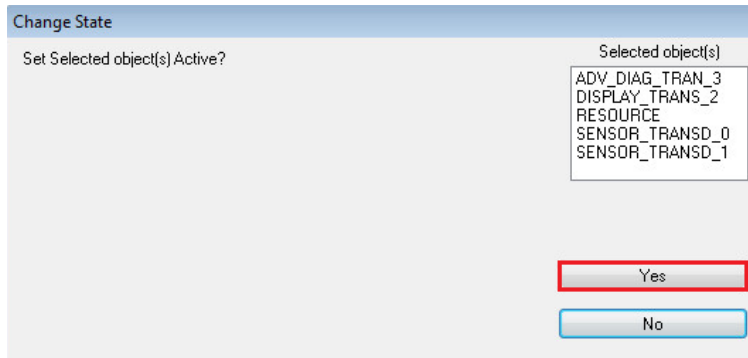 Change State
Set Selected object(s) Active?
Selected object(s)
ADV_DIAG_TRAN_3
DISPLAY_TRANS_2
RESOURCE
SENSOR_TRANSD_0
SENSOR_TRANSD_1
Yes
No